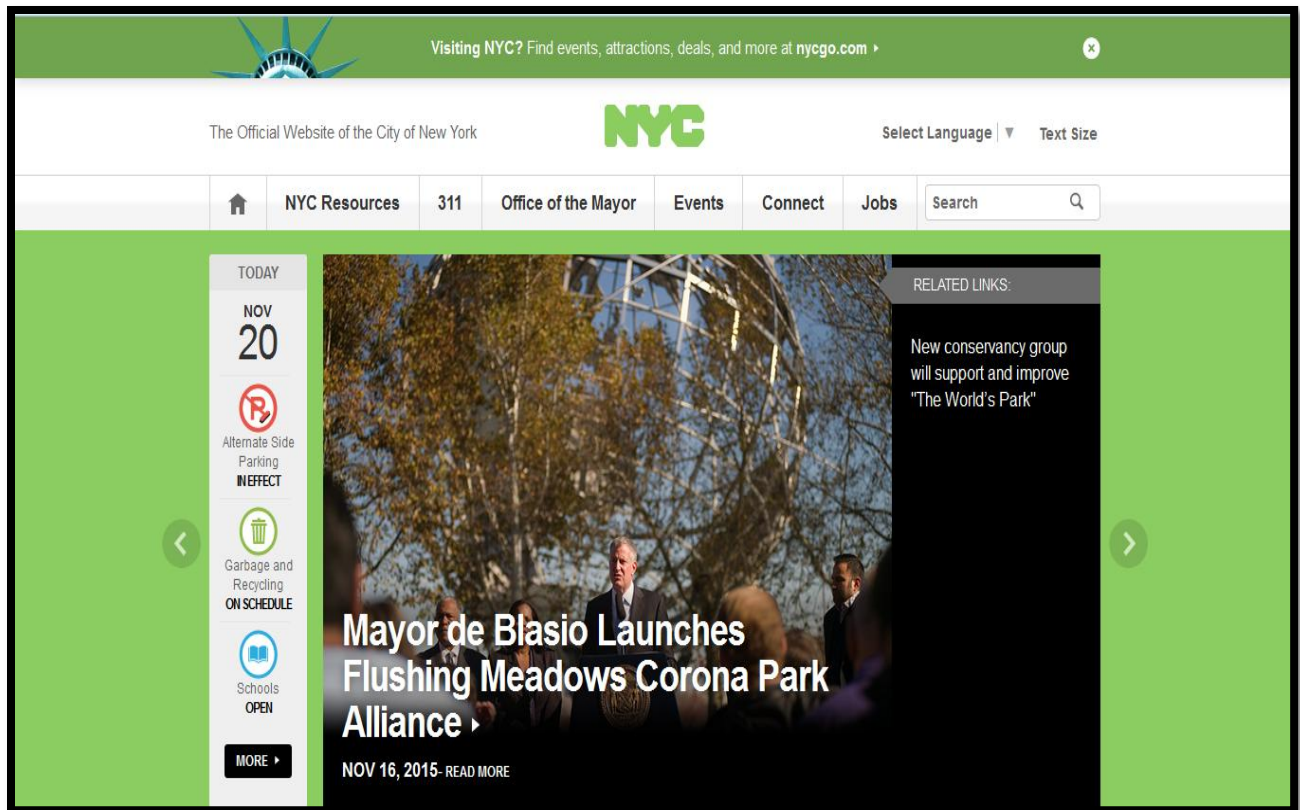 Visiting NYC? Find events, attractions, deals, and more at nycgo.com
The Official Website of the City of New York
NYC
Select Language
Text Size
NYC Resources
311
Office of the Mayor
Events
Connect
Jobs
Search
TODAY
NOV
20
Alternate Side
Parking
IN EFFECT
Garbage and
Recycling
ON SCHEDULE
Schools
OPEN
MORE
Mayor de Blasio Launches
Flushing Meadows Corona Park
Alliance
NOV 16, 2015- READ MORE
RELATED LINKS:
New conservancy group
will support and improve
"The World's Park"